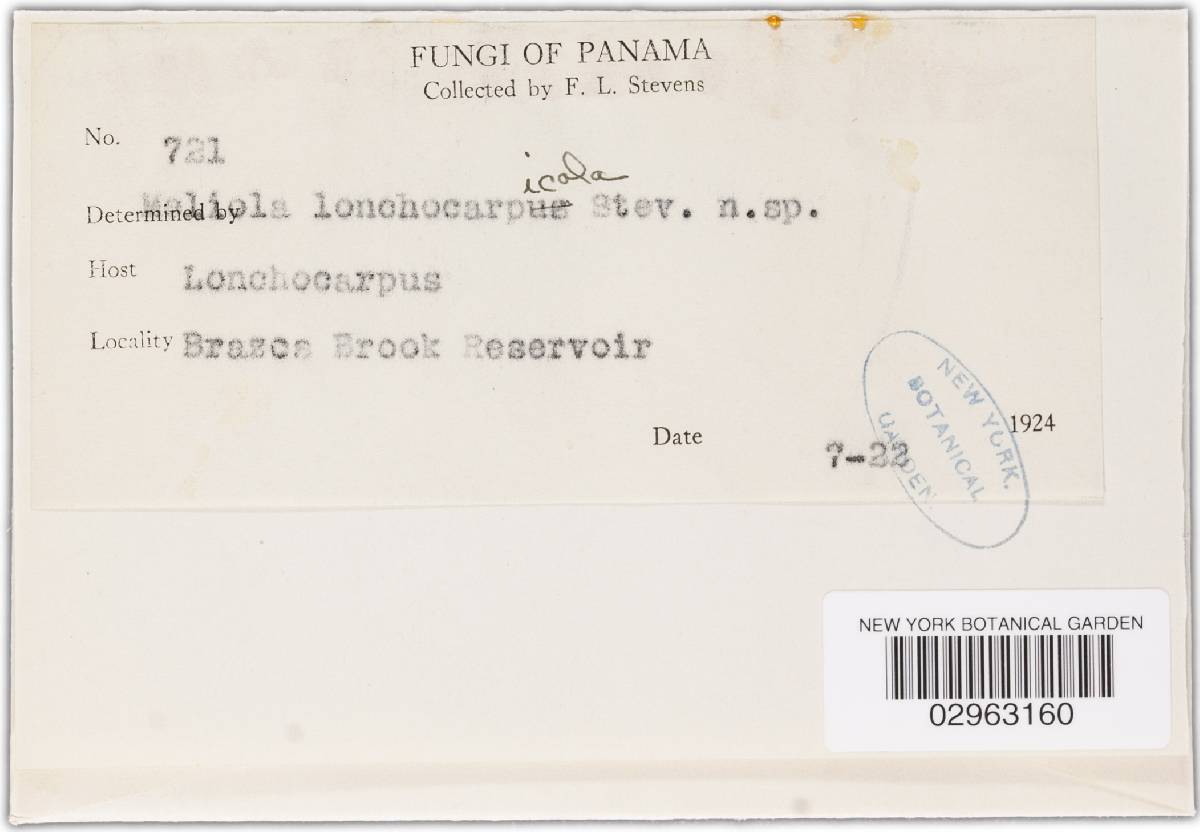 FUNGI OF PANAMA
Collected by F. L. Stevens
No. 721
icola
Determined by Meliola lonchocarpus Stev. n.sp.
Host Lonchocarpus
Locality Brazos Brook Reservoir
Date 7- 1924
NEW YORK.
BOTANICAL
GARDEN
NEW YORK BOTANICAL GARDEN
02963160